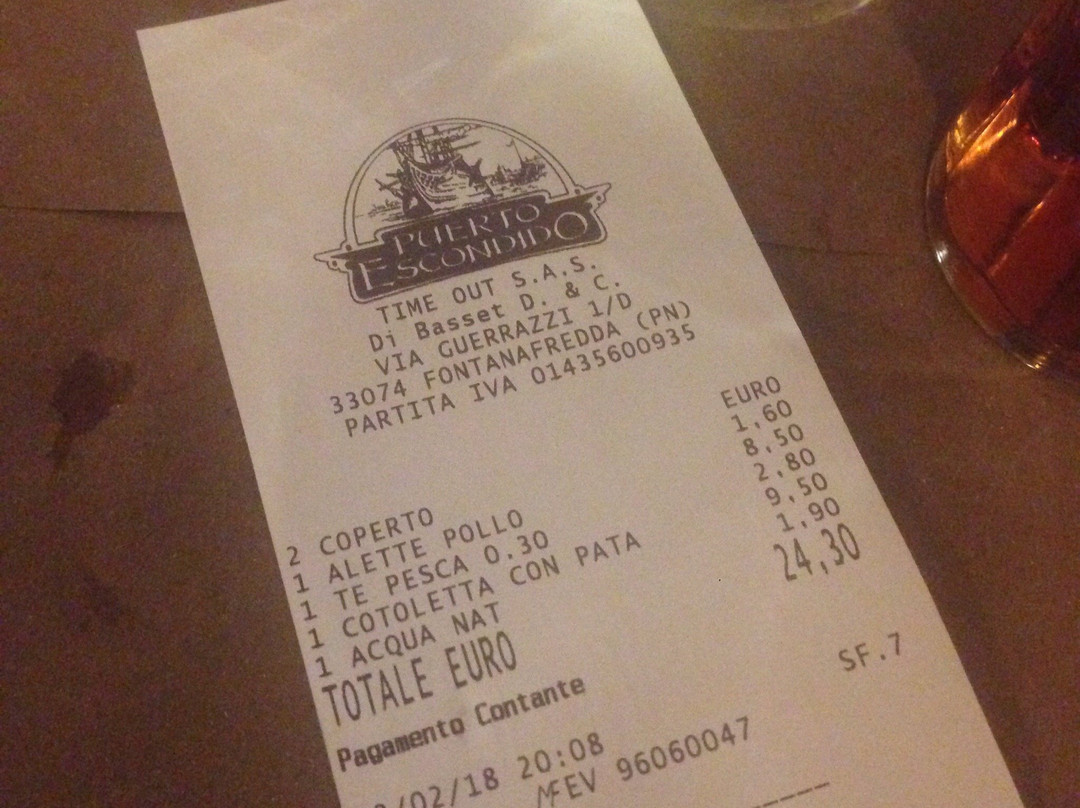 PUERTO
ESCONDIDO
TIME OUT S.A.S.
Di Basset D. & C.
VIA GUERRAZZI 1/D
33074 FONTANAFREDDA (PN)
PARTITA IVA 01435600935
EURO
2 COPERTO 1,60
1 ALETTE POLLO 8,50
1 TE PESCA 0.30 2,80
1 COTOLETTA CON PATA 9,50
1 ACQUA NAT 1,90
TOTALE EURO 24,30
Pagamento Contante
SF.7
/02/18 20:08
MFEV 96060047